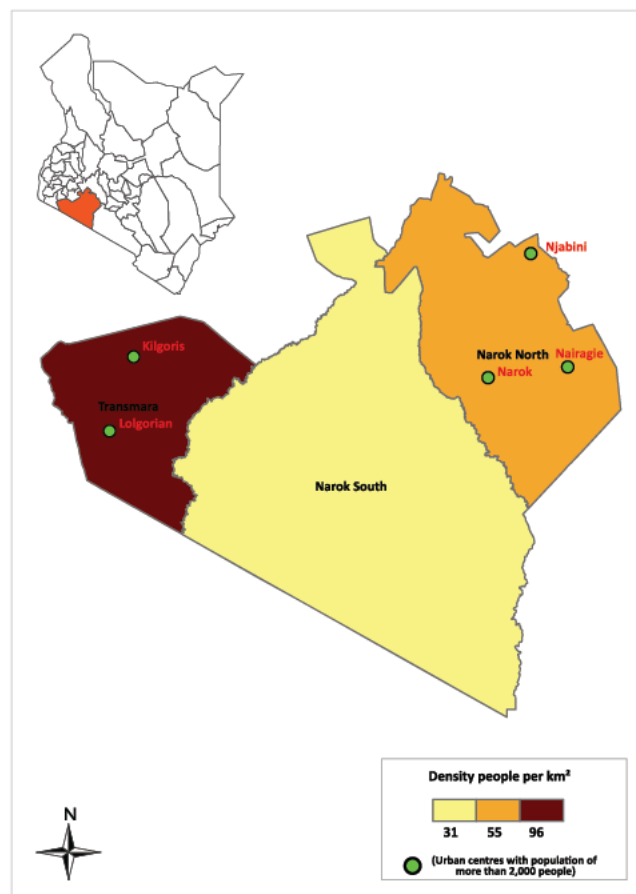 Njabini
Kilgoris
Narok North
Nairagie
Narok
Transmara
Lolgorian
Narok South
Density people per km²
31 55 96
(Urban centres with population of
more than 2,000 people)
N